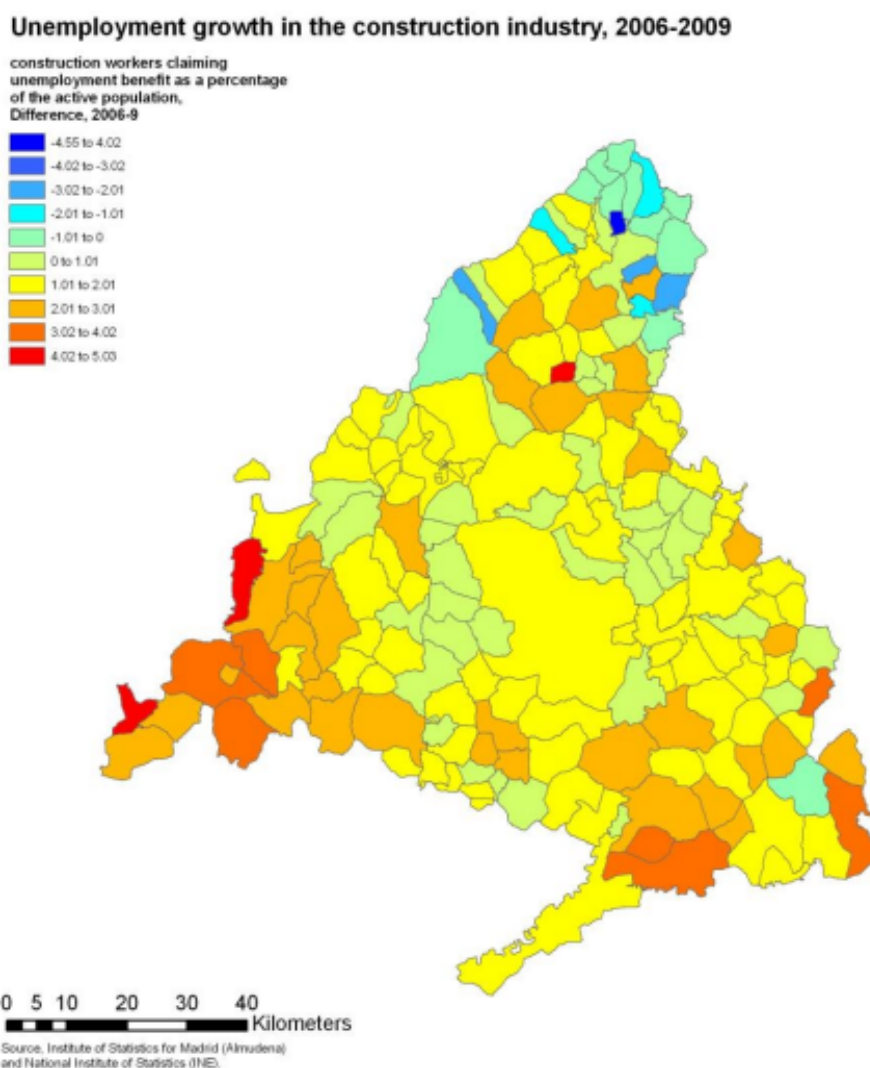 Unemployment growth in the construction industry, 2006-2009
construction workers claiming
unemployment benefit as a percentage
of the active population,
Difference, 2006-9
-4.55 to 4.02
-4.02 to -3.02
-3.02 to -2.01
-2.01 to -1.01
-1.01 to 0
0 to 1.01
1.01 to 2.01
2.01 to 3.01
3.02 to 4.02
4.02 to 5.03
0 5 10 20 30 40
Kilometers
Source, Institute of Statistics for Madrid (Almudena)
and National Institute of Statistics (INE).